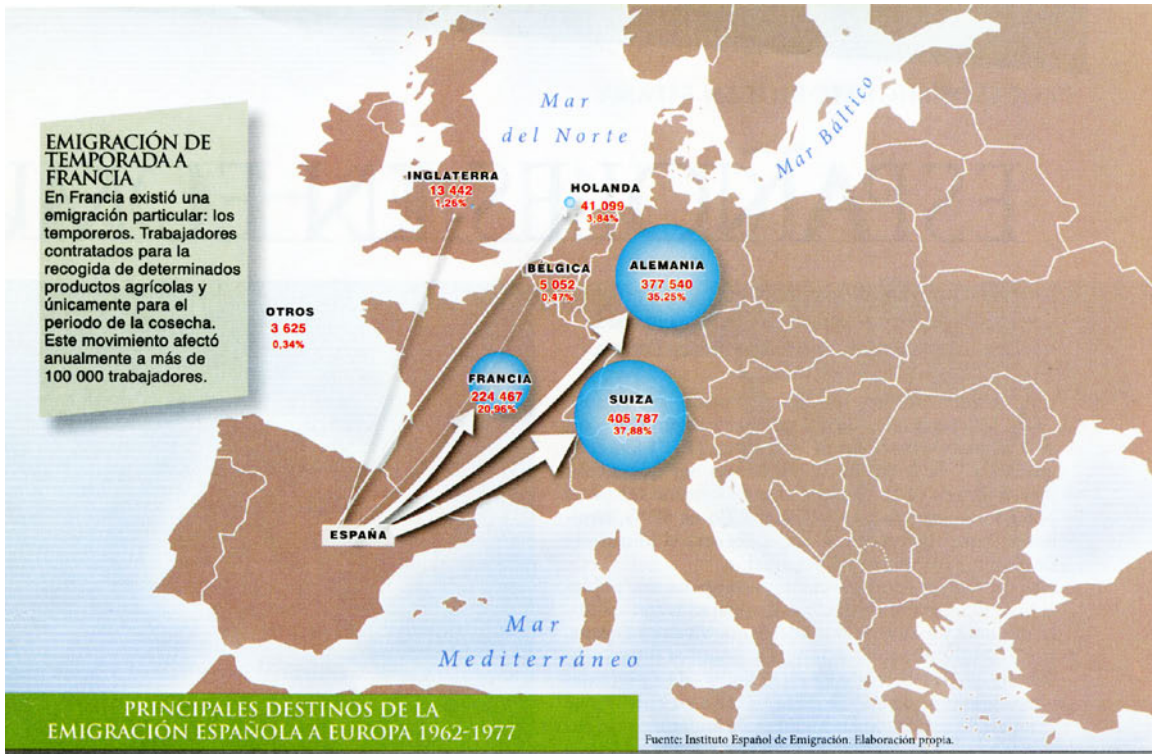 EMIGRACIÓN DE
TEMPORADA A
FRANCIA
En Francia existió una
emigración particular: los
temporeros. Trabajadores
contratados para la
recogida de determinados
productos agrícolas y
únicamente para el
periodo de la cosecha.
Este movimiento afectó
anualmente a más de
100 000 trabajadores.
Mar
del Norte
Mar Báltico
INGLATERRA
13 442
1,26%
HOLANDA
41 099
3,84%
BÉLGICA
5 052
0,47%
ALEMANIA
377 540
35,25%
OTROS
3 625
0,34%
FRANCIA
224 467
20,96%
SUIZA
405 787
37,88%
ESPAÑA
Mar
Mediterráneo
PRINCIPALES DESTINOS DE LA
EMIGRACIÓN ESPAÑOLA A EUROPA 1962-1977
Fuente: Instituto Español de Emigración. Elaboración propia.